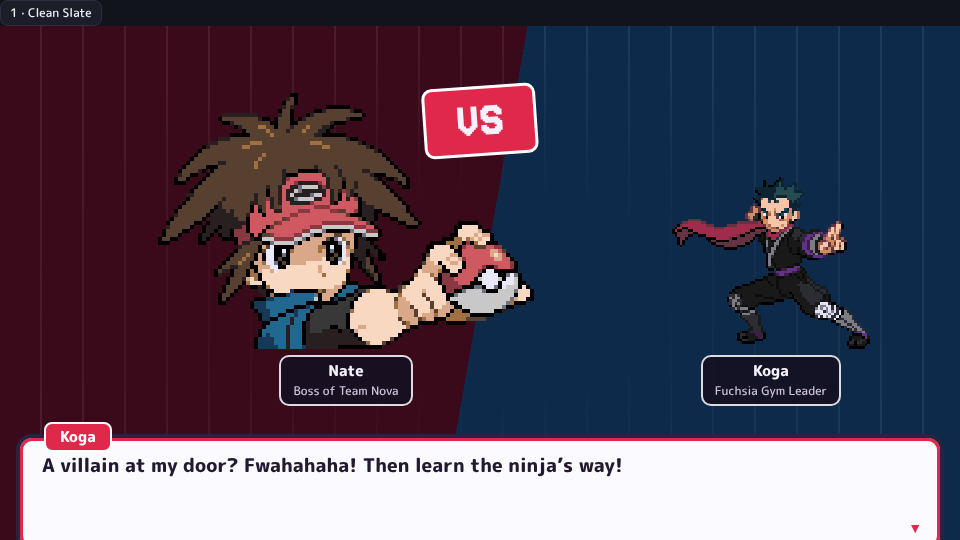 1 · Clean Slate
VS
Nate
Boss of Team Nova
Koga
Fuchsia Gym Leader
Koga
A villain at my door? Fwahahaha! Then learn the ninja’s way!